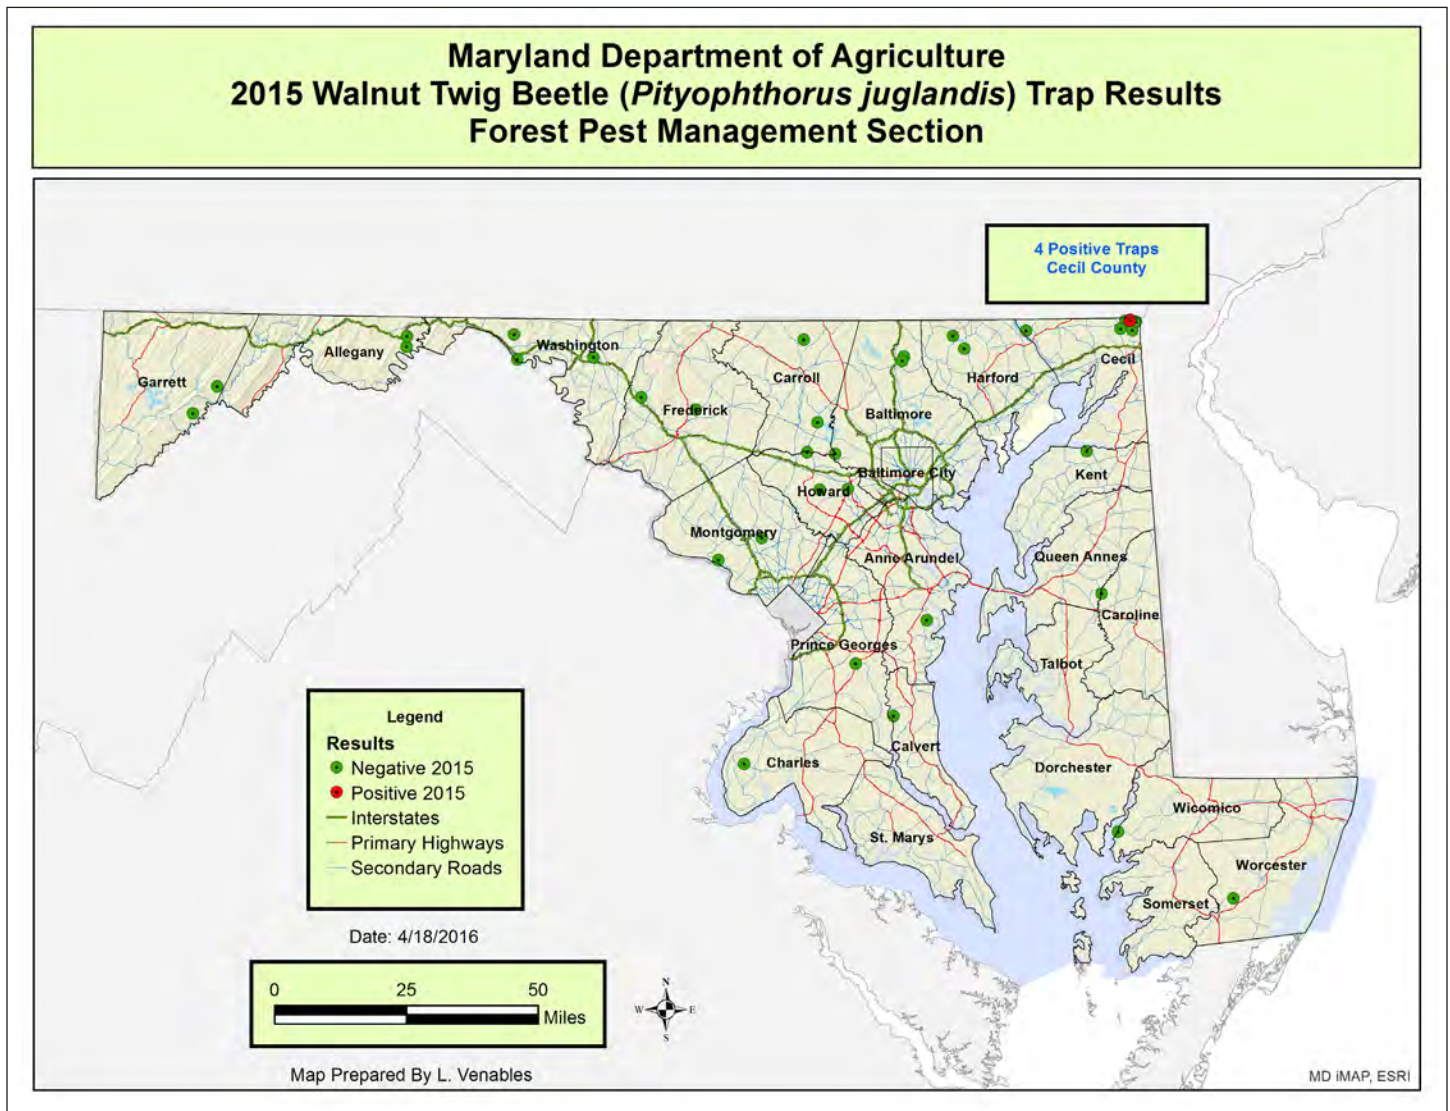 Maryland Department of Agriculture
2015 Walnut Twig Beetle (Pityophthorus juglandis) Trap Results
Forest Pest Management Section
4 Positive Traps
Cecil County
Garrett
Allegany
Washington
Frederick
Carroll
Baltimore
Harford
Cecil
Baltimore City
Howard
Kent
Montgomery
Anne Arundel
Queen Annes
Caroline
Prince Georges
Talbot
Calvert
Charles
Dorchester
St. Marys
Wicomico
Worcester
Somerset
Legend
Results
Negative 2015
Positive 2015
Interstates
Primary Highways
Secondary Roads
Date: 4/18/2016
0 25 50
Miles
N
W E
S
Map Prepared By L. Venables
MD iMAP, ESRI